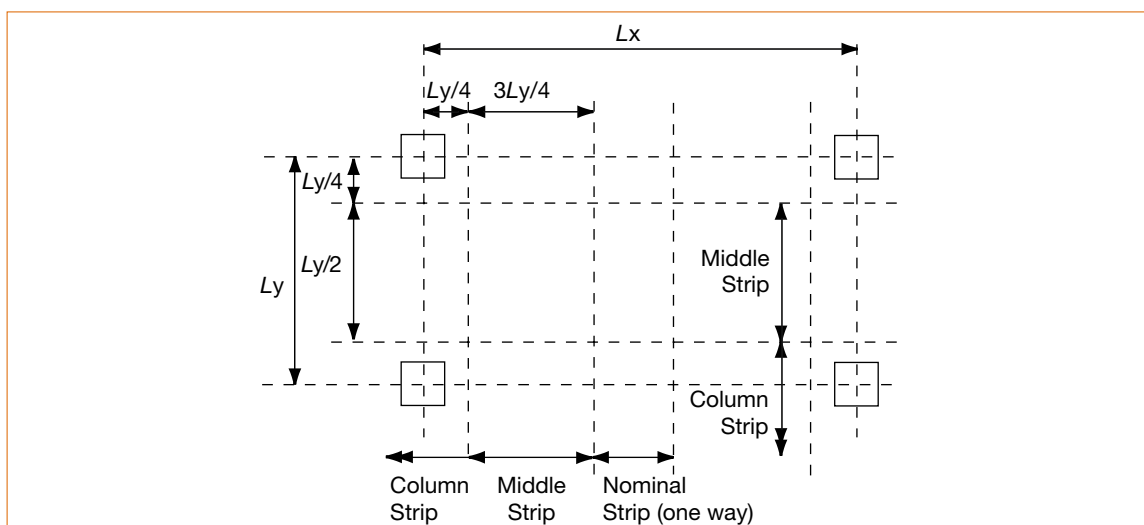 Lx
Ly/4
3Ly/4
Ly/4
Ly/2
Ly
Middle
Strip
Column
Strip
Column
Strip
Middle
Strip
Nominal
Strip (one way)